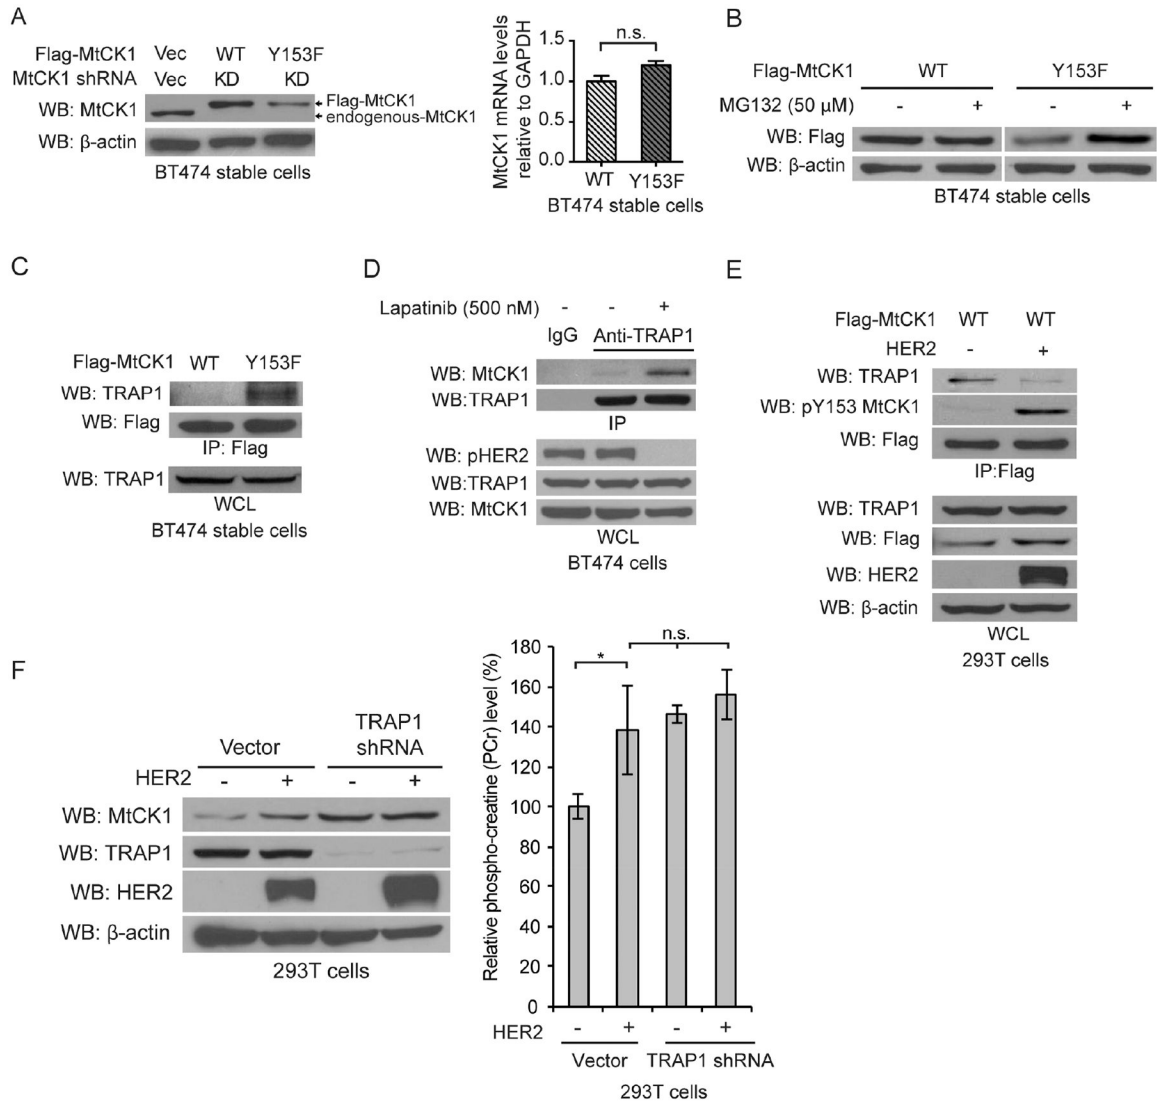 A
Flag-MtCK1 Vec WT Y153F
MtCK1 shRNA Vec KD KD
WB: MtCK1
Flag-MtCK1
endogenous-MtCK1
WB: β-actin
BT474 stable cells
MtCK1 mRNA levels
relative to GAPDH
n.s.
1.5
1.0
0.5
0.0
WT Y153F
BT474 stable cells
B
Flag-MtCK1 WT Y153F
MG132 (50 μM) - + - +
WB: Flag
WB: β-actin
BT474 stable cells
C
Flag-MtCK1 WT Y153F
WB: TRAP1
WB: Flag
IP: Flag
WB: TRAP1
WCL
BT474 stable cells
D
Lapatinib (500 nM) - - +
IgG Anti-TRAP1
WB: MtCK1
WB:TRAP1
IP
WB: pHER2
WB:TRAP1
WB: MtCK1
WCL
BT474 cells
E
Flag-MtCK1 WT WT
HER2 - +
WB: TRAP1
WB: pY153 MtCK1
WB: Flag
IP:Flag
WB: TRAP1
WB: Flag
WB: HER2
WB: β-actin
WCL
293T cells
F
Vector TRAP1
shRNA
HER2 - + - +
WB: MtCK1
WB: TRAP1
WB: HER2
WB: β-actin
293T cells
Relative phospho-creatine (PCr) level (%)
180
160
140
120
100
80
60
40
20
0
*
n.s.
HER2 - + - +
Vector TRAP1 shRNA
293T cells